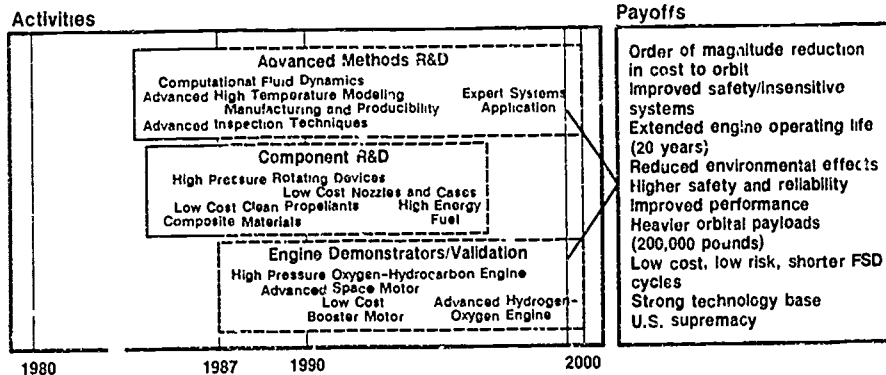 Activities
Advanced Methods R&D
Computational Fluid Dynamics
Advanced High Temperature Modeling
Manufacturing and Producibility
Advanced Inspection Techniques
Expert Systems
Application
Component R&D
High Pressure Rotating Devices
Low Cost Nozzles and Cases
Low Cost Clean Propellants
Composite Materials
High Energy
Fuel
Engine Demonstrators/Validation
High Pressure Oxygen-Hydrocarbon Engine
Advanced Space Motor
Low Cost
Booster Motor
Advanced Hydrogen-
Oxygen Engine
1980
1987
1990
2000
Payoffs
Order of magnitude reduction
in cost to orbit
Improved safety/insensitive
systems
Extended engine operating life
(20 years)
Reduced environmental effects
Higher safety and reliability
Improved performance
Heavier orbital payloads
(200,000 pounds)
Low cost, low risk, shorter FSD
cycles
Strong technology base
U.S. supremacy